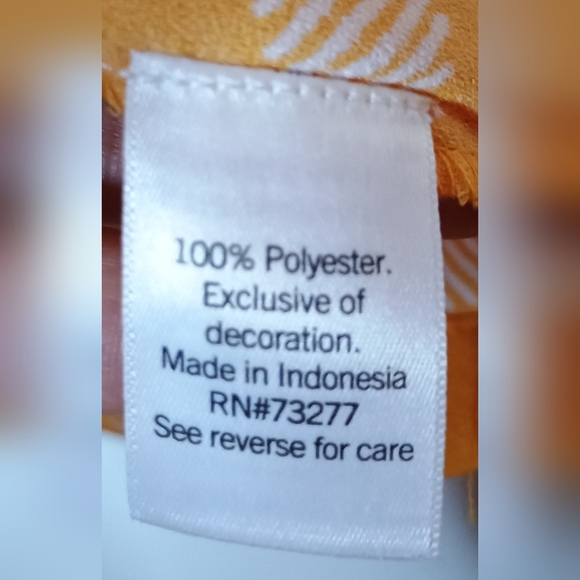 100% Polyester.
Exclusive of
decoration.
Made in Indonesia
RN#73277
See reverse for care